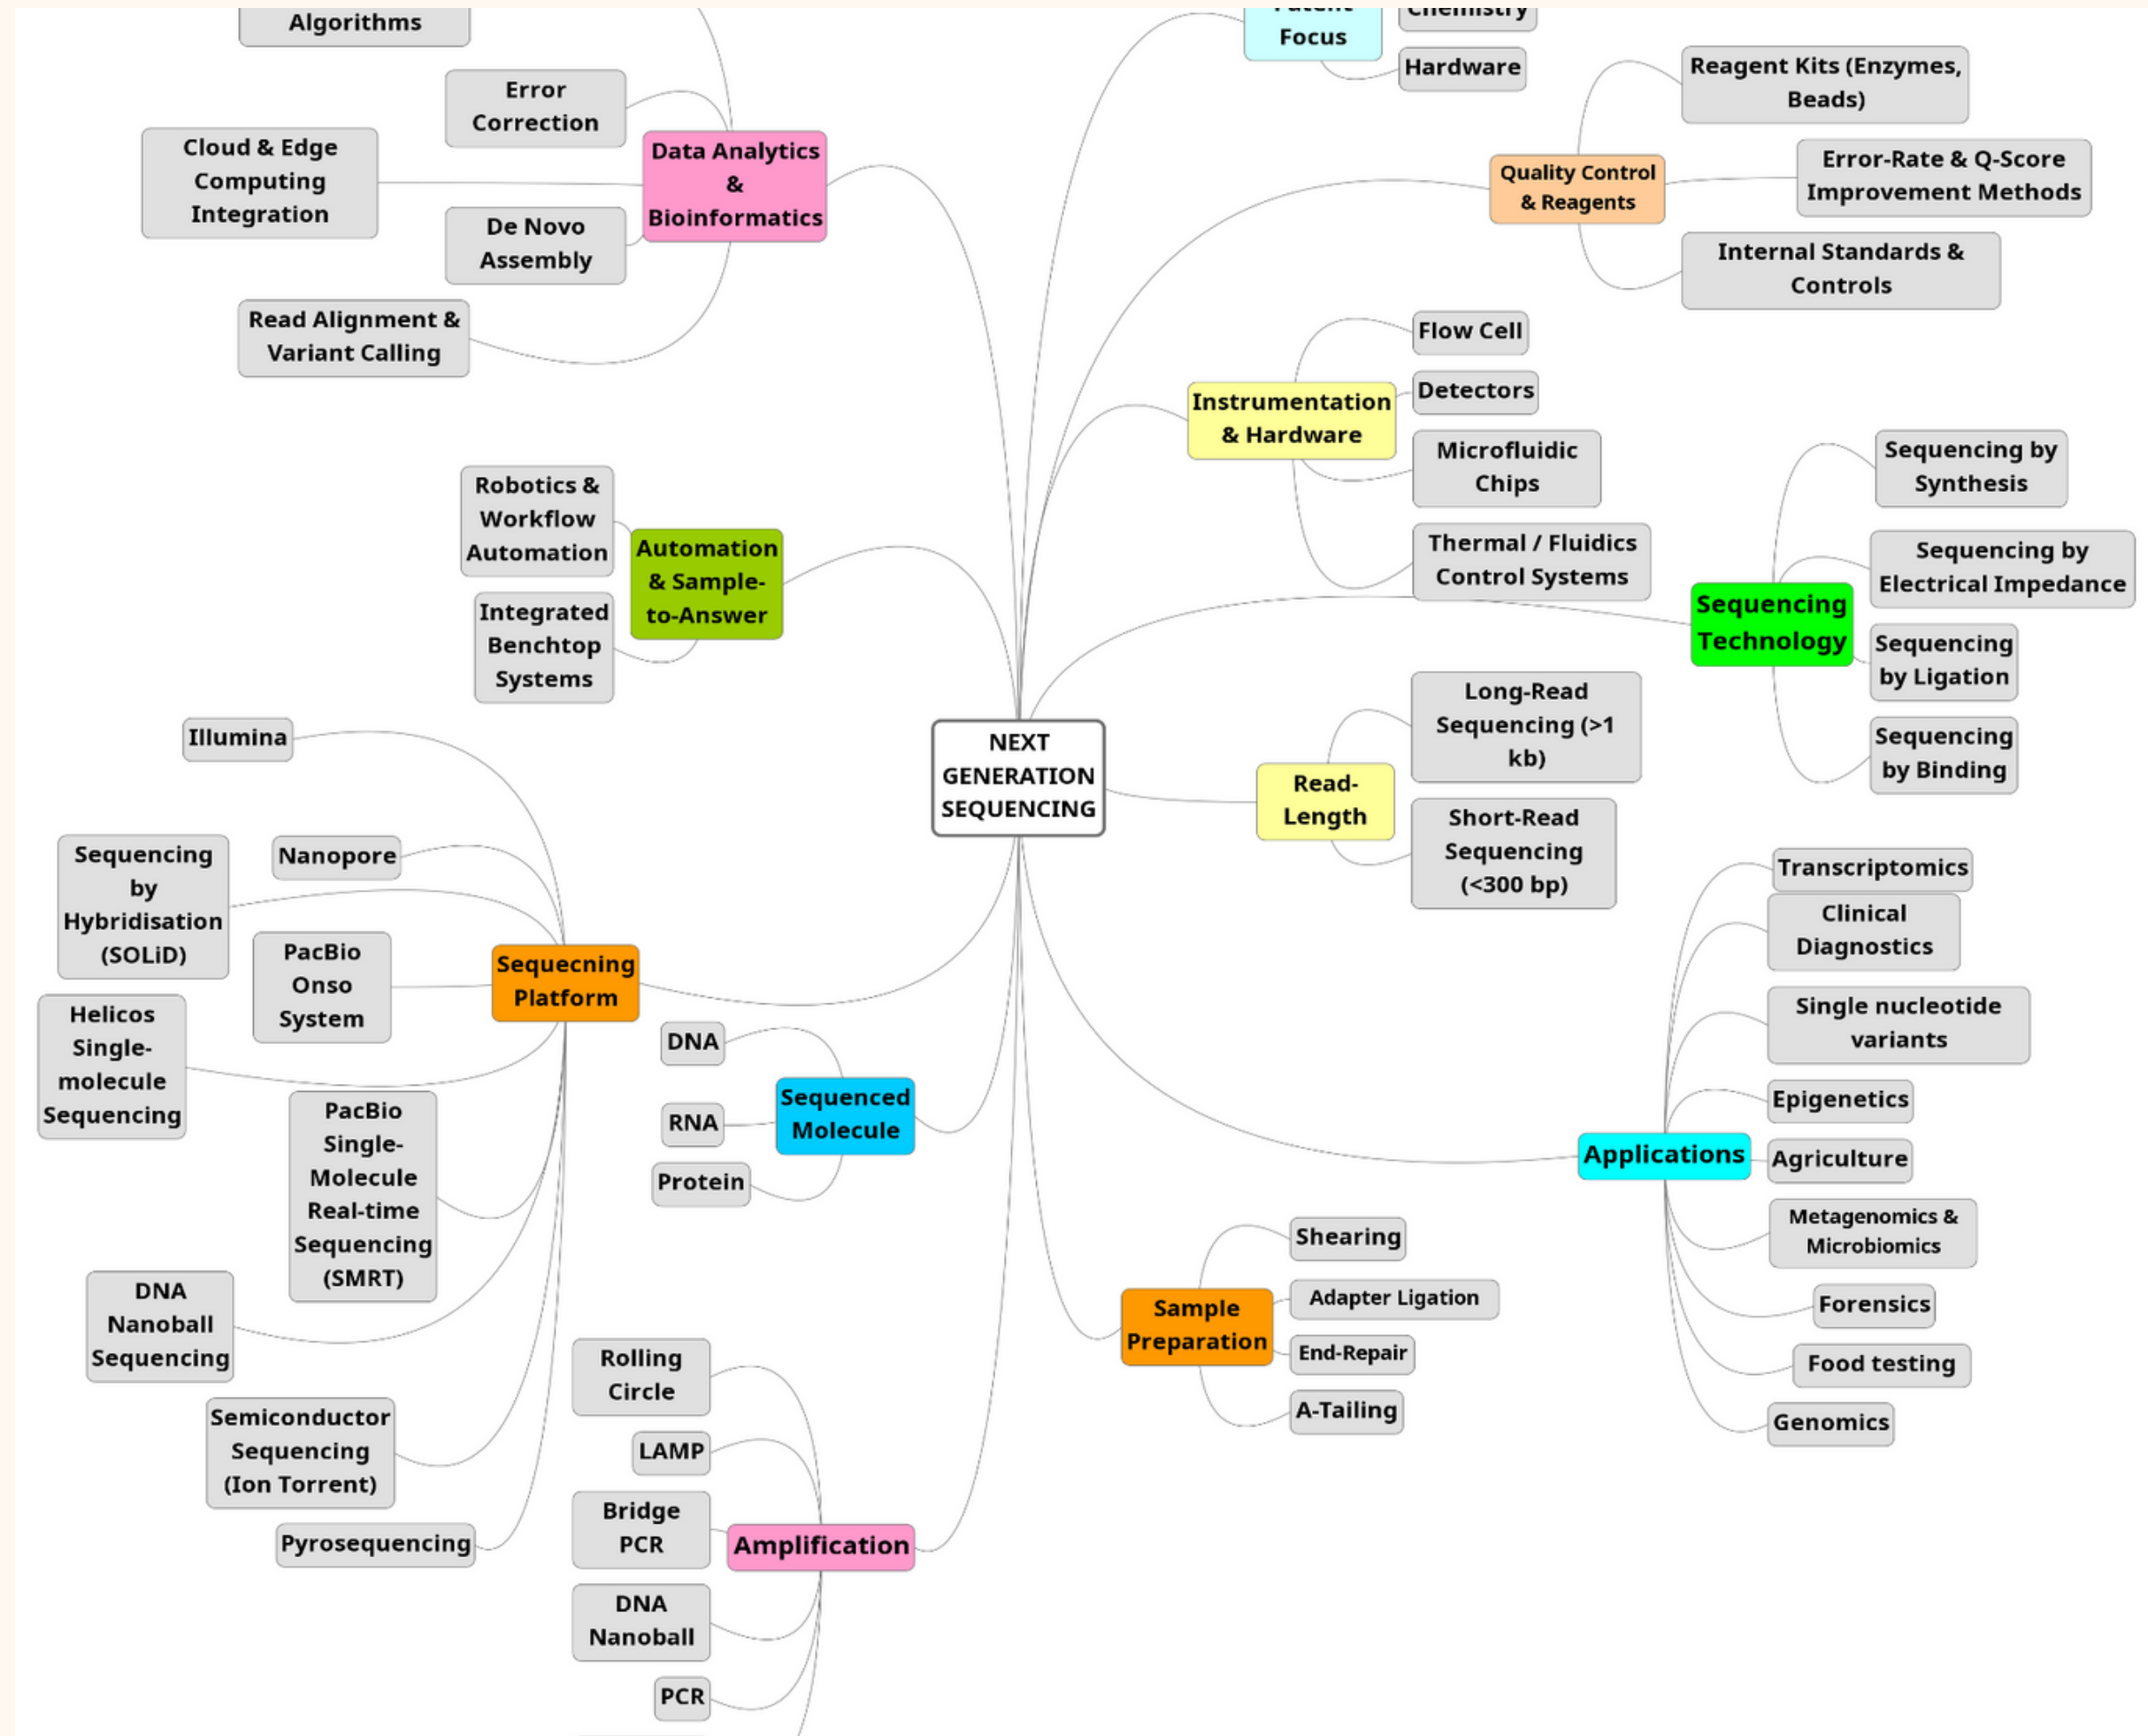 Algorithms
Error
Correction
Cloud & Edge
Computing
Integration
De Novo
Assembly
Read Alignment &
Variant Calling
Data Analytics
&
Bioinformatics
Robotics &
Workflow
Automation
Integrated
Benchtop
Systems
Automation
& Sample-
to-Answer
Illumina
Nanopore
Sequencing
by
Hybridisation
(SOLiD)
PacBio
Onso
System
Helicos
Single-
molecule
Sequencing
PacBio
Single-
Molecule
Real-time
Sequencing
(SMRT)
DNA
Nanoball
Sequencing
Semiconductor
Sequencing
(Ion Torrent)
Pyrosequencing
Sequecning
Platform
DNA
RNA
Protein
Sequenced
Molecule
Rolling
Circle
LAMP
Bridge
PCR
DNA
Nanoball
PCR
Amplification
NEXT
GENERATION
SEQUENCING
Patent
Focus
Chemistry
Hardware
Quality Control
& Reagents
Reagent Kits (Enzymes,
Beads)
Error-Rate & Q-Score
Improvement Methods
Internal Standards &
Controls
Instrumentation
& Hardware
Flow Cell
Detectors
Microfluidic
Chips
Thermal / Fluidics
Control Systems
Sequencing
Technology
Sequencing by
Synthesis
Sequencing by
Electrical Impedance
Sequencing
by Ligation
Sequencing
by Binding
Read-
Length
Long-Read
Sequencing (>1
kb)
Short-Read
Sequencing
(<300 bp)
Applications
Transcriptomics
Clinical
Diagnostics
Single nucleotide
variants
Epigenetics
Agriculture
Metagenomics &
Microbiomics
Forensics
Food testing
Genomics
Sample
Preparation
Shearing
Adapter Ligation
End-Repair
A-Tailing